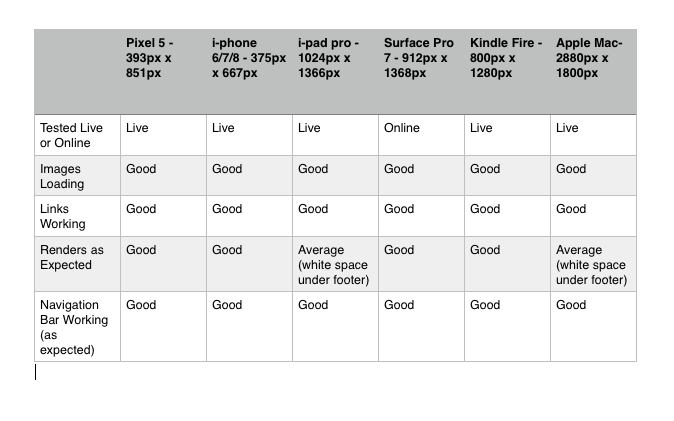 Pixel 5 - 393px x 851px
i-phone 6/7/8 - 375px x 667px
i-pad pro - 1024px x 1366px
Surface Pro 7 - 912px x 1368px
Kindle Fire - 800px x 1280px
Apple Mac- 2880px x 1800px
Tested Live or Online
Live
Live
Live
Online
Live
Live
Images Loading
Good
Good
Good
Good
Good
Good
Links Working
Good
Good
Good
Good
Good
Good
Renders as Expected
Good
Good
Average (white space under footer)
Good
Good
Average (white space under footer)
Navigation Bar Working (as expected)
Good
Good
Good
Good
Good
Good